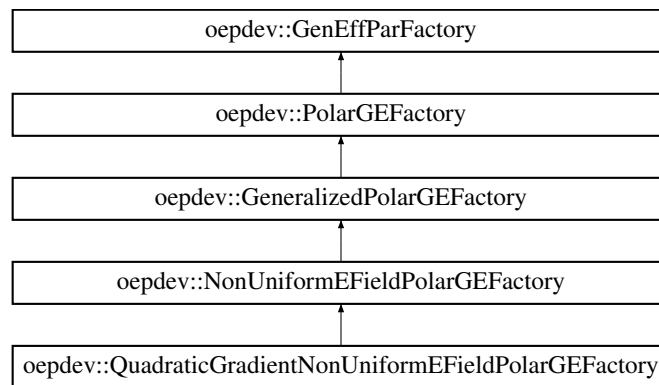 oepdev::GenEffParFactory
oepdev::PolarGEFactory
oepdev::GeneralizedPolarGEFactory
oepdev::NonUniformEFieldPolarGEFactory
oepdev::QuadraticGradientNonUniformEFieldPolarGEFactory